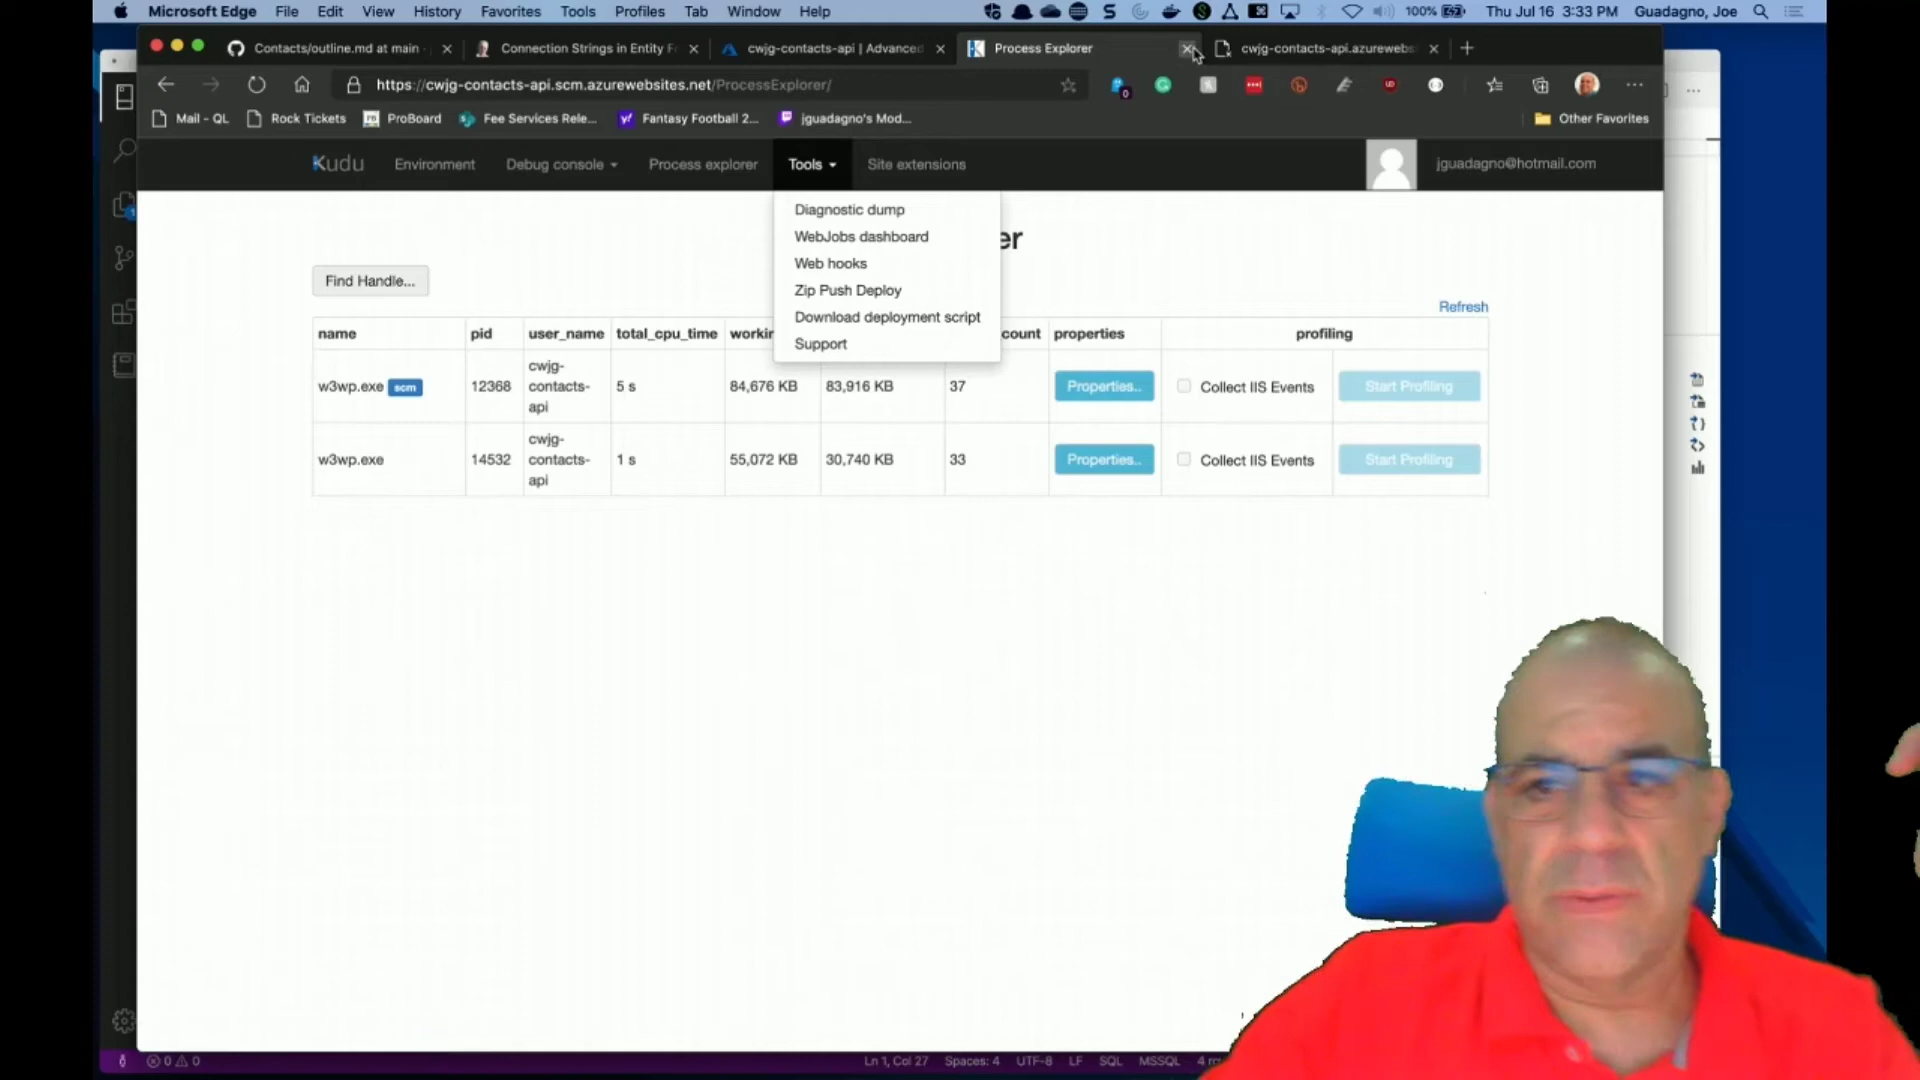 Microsoft Edge File Edit View History Favorites Tools Profiles Tab Window Help 100% Thu Jul 16 3:33 PM Guadagno, Joe
Contacts/outline.md at main Connection Strings in Entity F cwjg-contacts-api | Advanced Process Explorer cwjg-contacts-api.azurewebs
https://cwjg-contacts-api.scm.azurewebsites.net/ProcessExplorer/
Mail - QL Rock Tickets ProBoard Fee Services Rele... Fantasy Football 2... jguadagno's Mod... Other Favorites
Kudu Environment Debug console Process explorer Tools Site extensions jguadagno@hotmail.com
Diagnostic dump
WebJobs dashboard
er
Web hooks
Find Handle...
Zip Push Deploy
Refresh
Download deployment script
Support
name pid user_name total_cpu_time workin count properties profiling
w3wp.exe scm 12368 cwjg-
contacts-
api 5 s 84,676 KB 83,916 KB 37 Properties.. Collect IIS Events Start Profiling
w3wp.exe 14532 cwjg-
contacts-
api 1 s 55,072 KB 30,740 KB 33 Properties.. Collect IIS Events Start Profiling
0 0 Ln 1, Col 27 Spaces: 4 UTF-8 LF SQL MSSQL